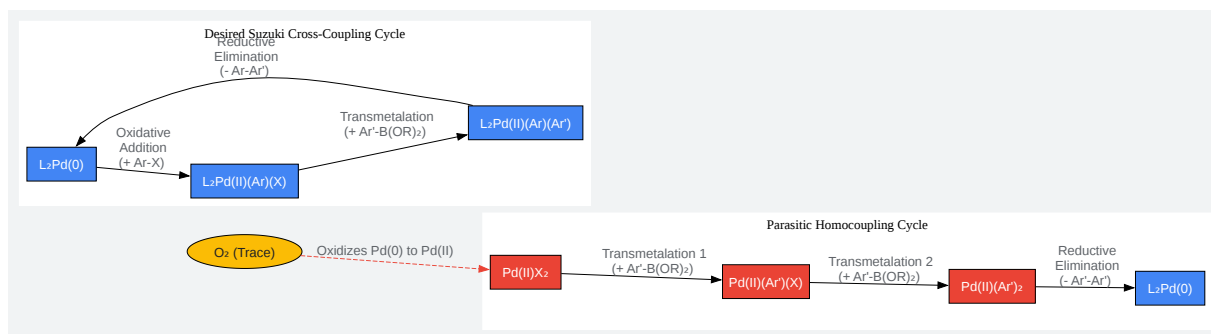 Desired Suzuki Cross-Coupling Cycle
Reductive
Elimination
(- Ar-Ar')
Transmetalation
(+ Ar'-B(OR)₂)
L₂Pd(II)(Ar)(Ar')
Oxidative
Addition
(+ Ar-X)
L₂Pd(0)
L₂Pd(II)(Ar)(X)
Parasitic Homocoupling Cycle
O₂ (Trace)
Oxidizes Pd(0) to Pd(II)
Pd(II)X₂
Transmetalation 1
(+ Ar'-B(OR)₂)
Pd(II)(Ar')(X)
Transmetalation 2
(+ Ar'-B(OR)₂)
Pd(II)(Ar')₂
Reductive
Elimination
(- Ar'-Ar')
L₂Pd(0)